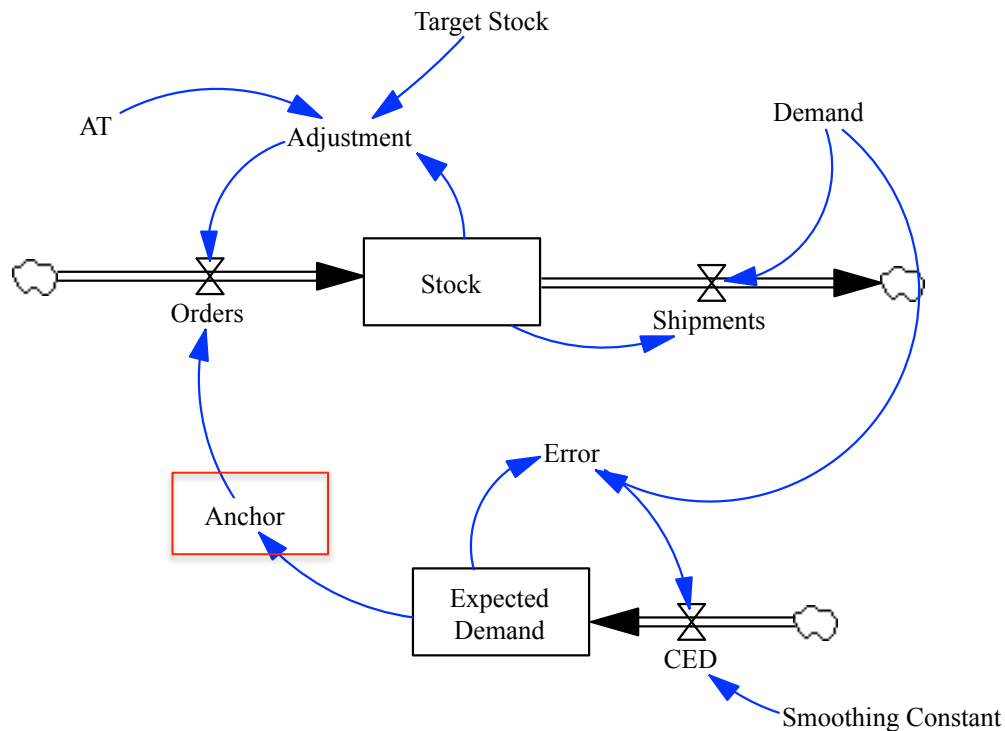 Target Stock
AT
Adjustment
Demand
Stock
Orders
Shipments
Error
Anchor
Expected
Demand
CED
Smoothing Constant